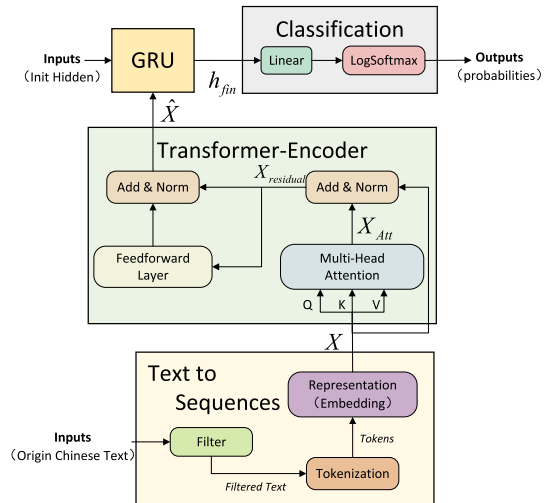 Classification
Inputs
（Init Hidden）
GRU
h_fin
Linear
LogSoftmax
Outputs
（probabilities）
X̂
Transformer-Encoder
Add & Norm
X_residual
Add & Norm
X_Att
Feedforward
Layer
Multi-Head
Attention
Q
K
V
X
Text to
Sequences
Representation
（Embedding）
Inputs
（Origin Chinese Text）
Filter
Tokens
Filtered Text
Tokenization